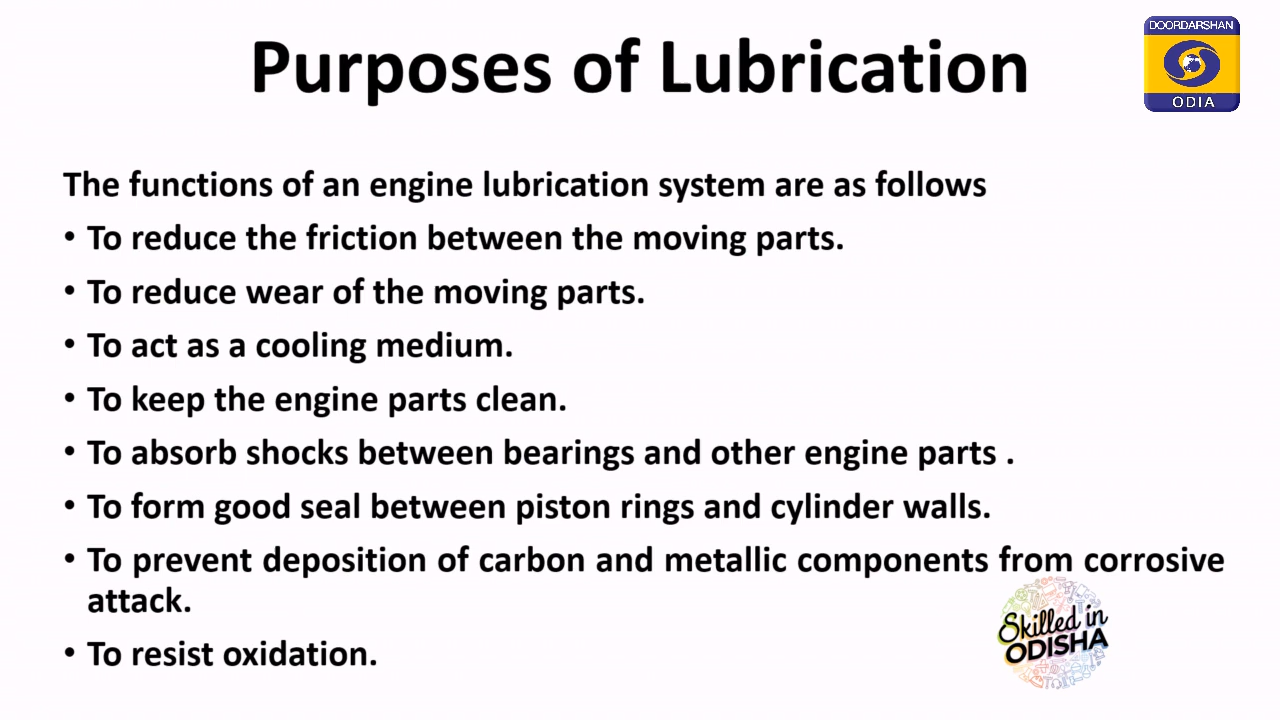 Purposes of Lubrication
DOORDARSHAN
ODIA
The functions of an engine lubrication system are as follows
• To reduce the friction between the moving parts.
• To reduce wear of the moving parts.
• To act as a cooling medium.
• To keep the engine parts clean.
• To absorb shocks between bearings and other engine parts .
• To form good seal between piston rings and cylinder walls.
• To prevent deposition of carbon and metallic components from corrosive
attack.
• To resist oxidation.
Skilled in
ODISHA